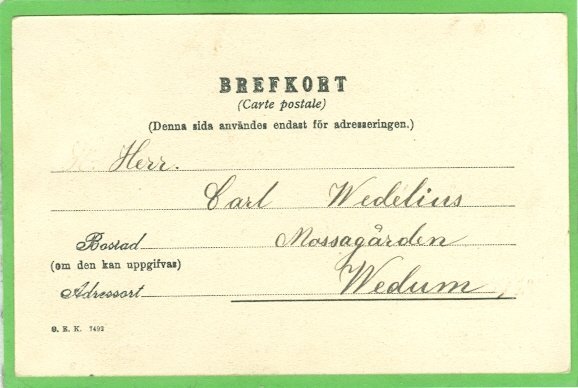 BREFKORT
(Carte postale)
(Denna sida användes endast för adresseringen.)
Herr.
Carl Wedelius
Bostad Mossagården
(om den kan uppgifvas)
Adressort Wedum
S. E. K. 7492